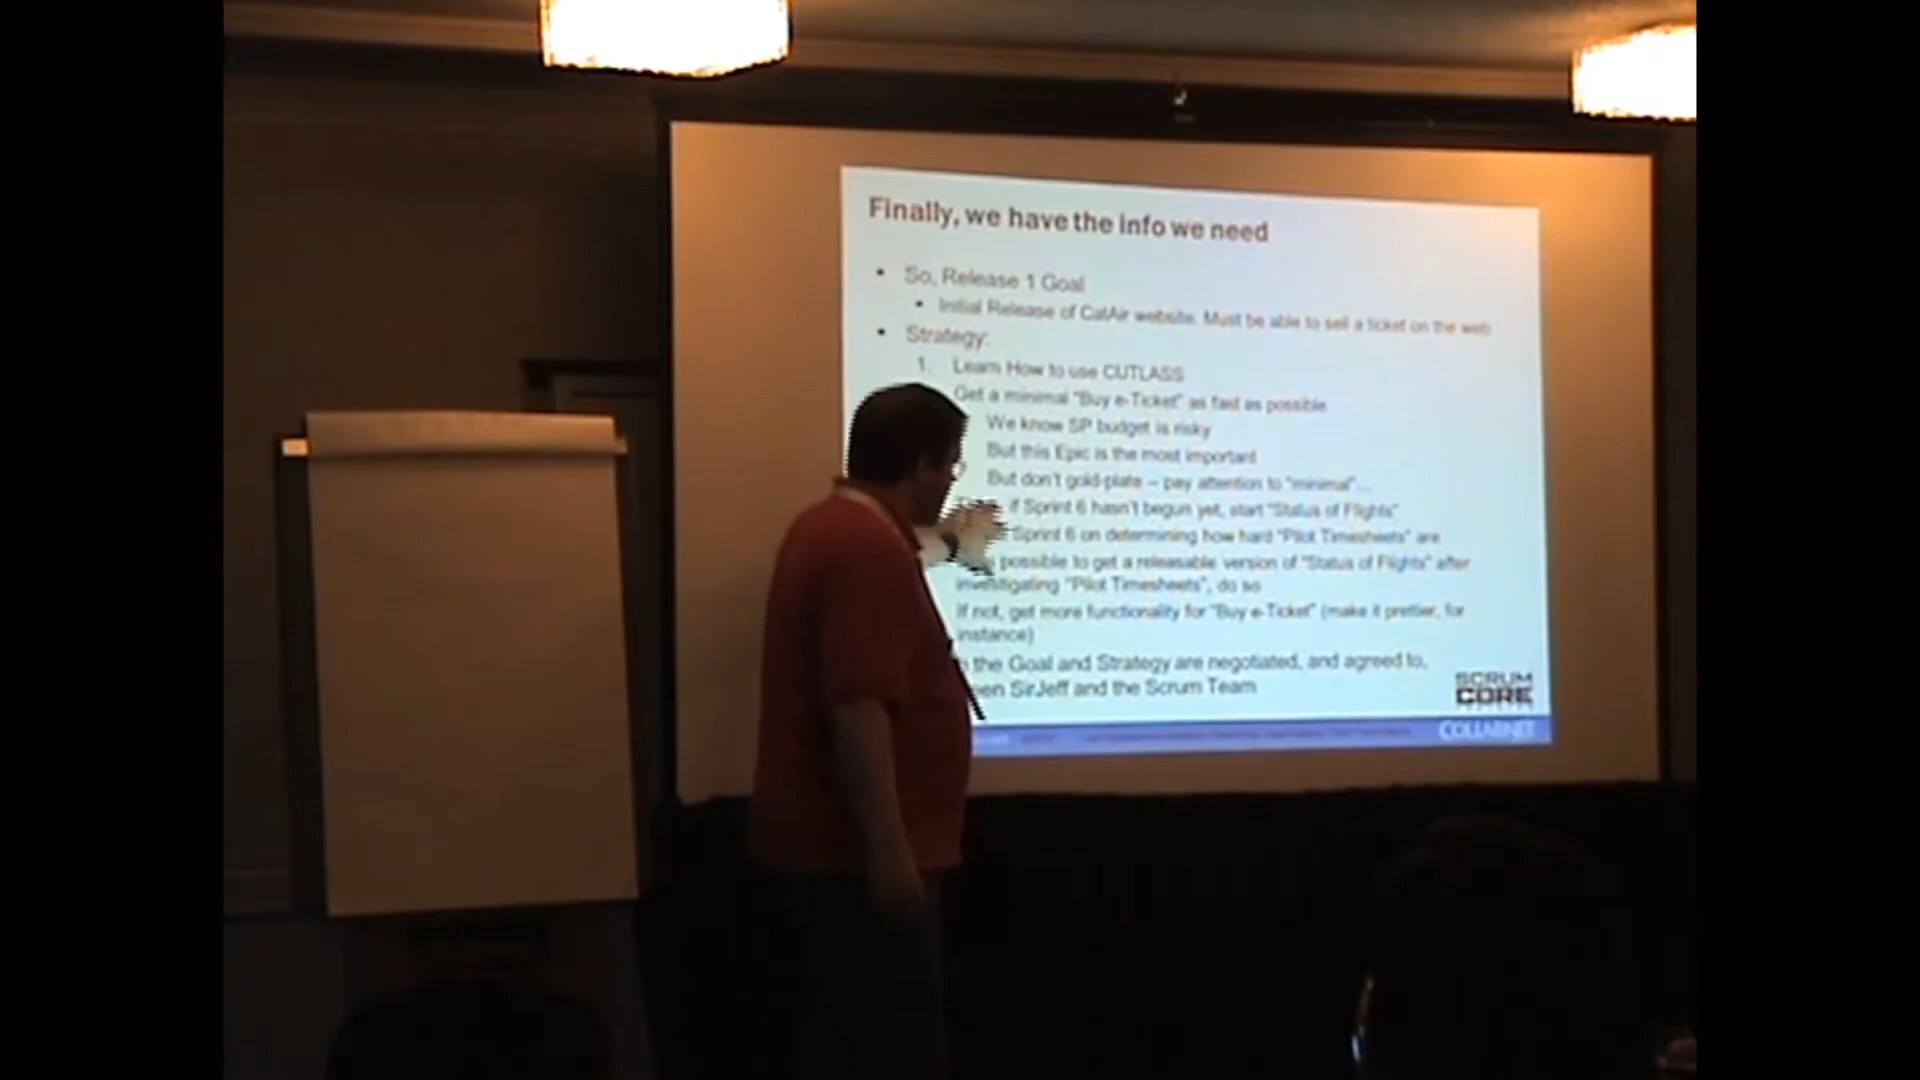 Finally, we have the info we need
• So, Release 1 Goal
• Initial Release of CatAir website. Must be able to sell a ticket on the web
• Strategy:
1. Learn How to use CUTLASS
Get a minimal "Buy e-Ticket" as fast as possible
We know SP budget is risky
But this Epic is the most important
But don't gold-plate – pay attention to "minimal"...
if Sprint 6 hasn't begun yet, start "Status of Flights"
Sprint 6 on determining how hard "Pilot Timesheets" are
possible to get a releasable version of "Status of Flights" after
investigating "Pilot Timesheets", do so
If not, get more functionality for "Buy e-Ticket" (make it prettier, for
instance)
the Goal and Strategy are negotiated, and agreed to,
SirJeff and the Scrum Team
SCRUM
CORE
COLLABNET